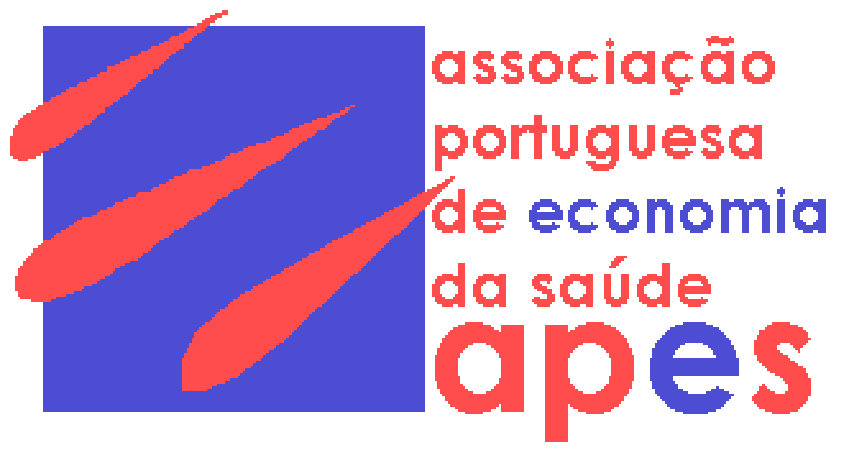 associação
portuguesa
de economia
da saúde
apes